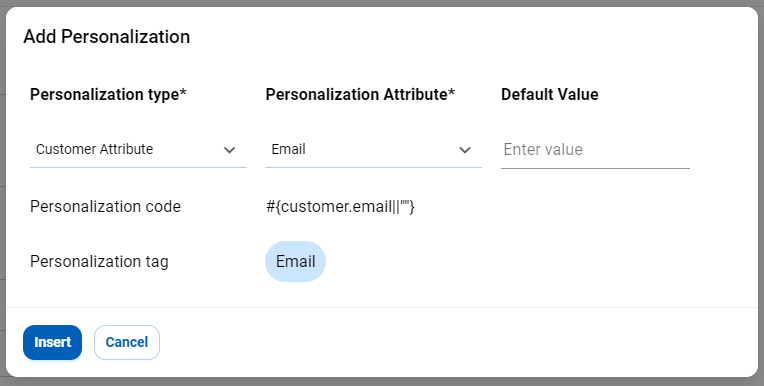 Add Personalization
Personalization type* Personalization Attribute* Default Value
Customer Attribute Email Enter value
Personalization code #{customer.email||""}
Personalization tag Email
Insert Cancel